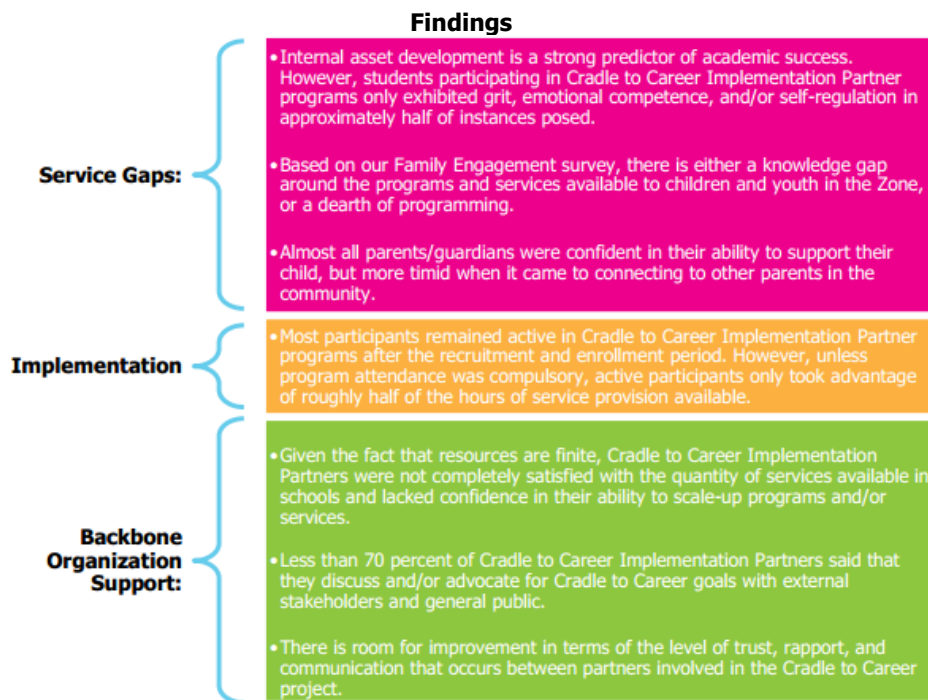 Findings
Service Gaps:
•Internal asset development is a strong predictor of academic success.
However, students participating in Cradle to Career Implementation Partner
programs only exhibited grit, emotional competence, and/or self-regulation in
approximately half of instances posed.
•Based on our Family Engagement survey, there is either a knowledge gap
around the programs and services available to children and youth in the Zone,
or a dearth of programming.
•Almost all parents/guardians were confident in their ability to support their
child, but more timid when it came to connecting to other parents in the
community.
Implementation
•Most participants remained active in Cradle to Career Implementation Partner
programs after the recruitment and enrollment period. However, unless
program attendance was compulsory, active participants only took advantage
of roughly half of the hours of service provision available.
Backbone
Organization
Support:
•Given the fact that resources are finite, Cradle to Career Implementation
Partners were not completely satisfied with the quantity of services available in
schools and lacked confidence in their ability to scale-up programs and/or
services.
•Less than 70 percent of Cradle to Career Implementation Partners said that
they discuss and/or advocate for Cradle to Career goals with external
stakeholders and general public.
•There is room for improvement in terms of the level of trust, rapport, and
communication that occurs between partners involved in the Cradle to Career
project.